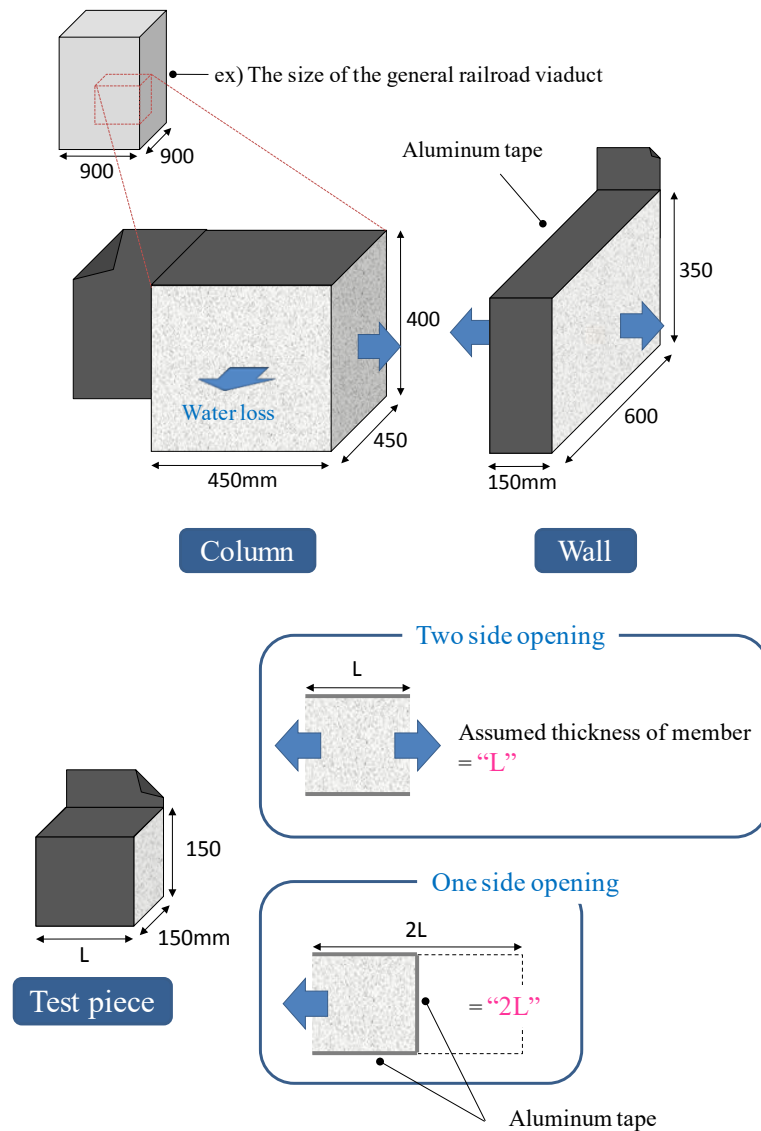 ex) The size of the general railroad viaduct
900
900
Aluminum tape
400
350
Water loss
450
600
450mm
150mm
Column
Wall
Two side opening
L
Assumed thickness of member
= “L”
150
150mm
L
Test piece
One side opening
2L
= “2L”
Aluminum tape